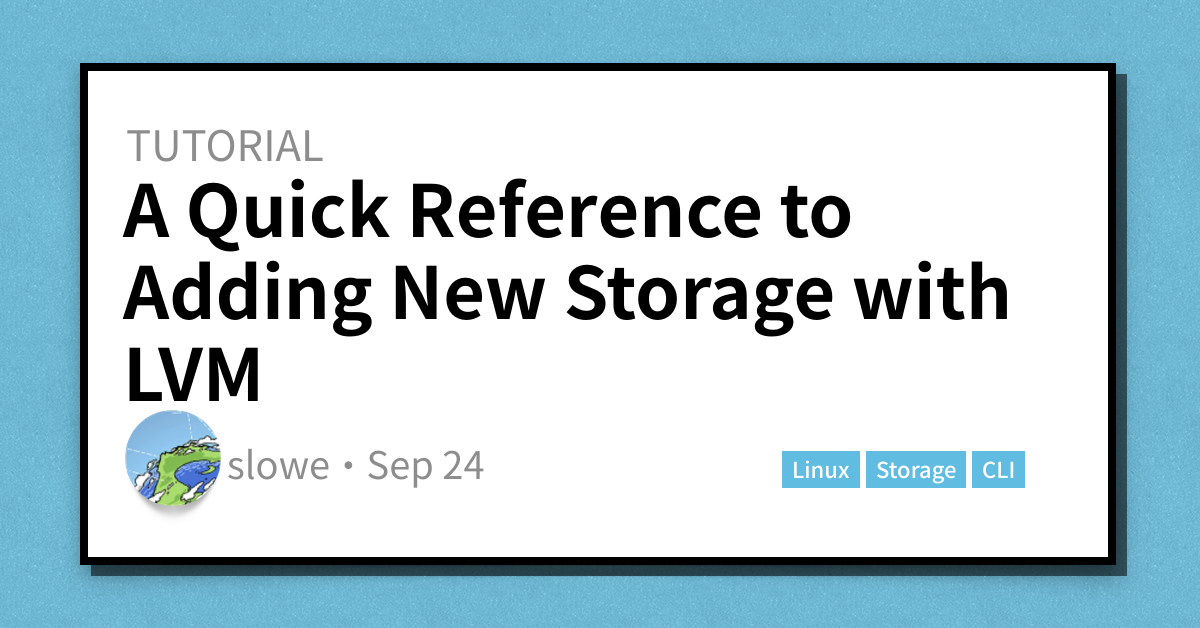 TUTORIAL
A Quick Reference to
Adding New Storage with
LVM
slowe • Sep 24
Linux Storage CLI